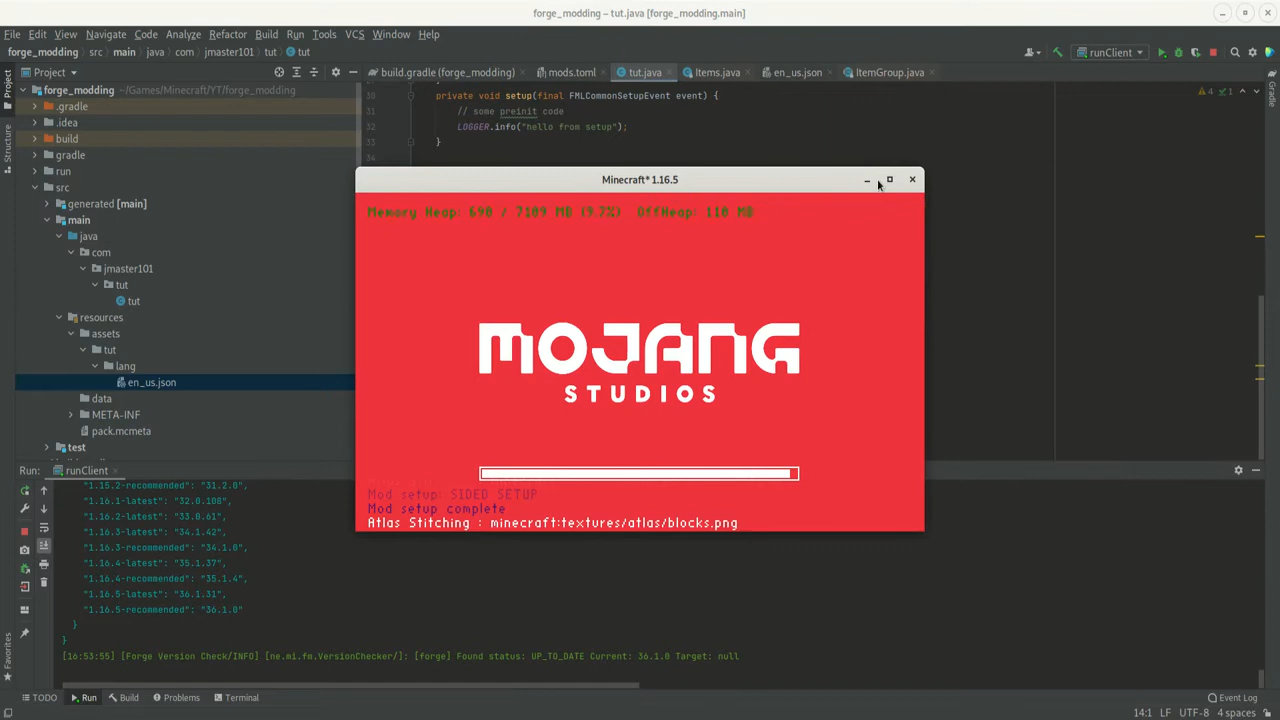 forge_modding – tut.java [forge_modding.main]
File Edit View Navigate Code Analyze Refactor Build Run Tools VCS Window Help
forge_modding src main java com jmaster101 tut tut runClient
Project build.gradle (forge_modding) mods.toml tut.java Items.java en_us.json ItemGroup.java
Project
Structure
Favorites
Gradle
forge_modding ~/Games/Minecraft/YT/forge_modding
.gradle
.idea
build
gradle
run
src
generated [main]
main
java
com
jmaster101
tut
tut
resources
assets
tut
lang
en_us.json
data
META-INF
pack.mcmeta
test
4 1
30 private void setup(final FMLCommonSetupEvent event) {
31 // some preinit code
32 LOGGER.info("hello from setup");
33 }
34
Minecraft* 1.16.5
Memory Heap: 690 / 7109 MB (9.7%) OffHeap: 110 MB
MOJANG
STUDIOS
Mod setup: SIDED SETUP
Mod setup complete
Atlas Stitching : minecraft:textures/atlas/blocks.png
Run: runClient
"1.15.2-recommended": "31.2.0",
"1.16.1-latest": "32.0.108",
"1.16.2-latest": "33.0.61",
"1.16.3-latest": "34.1.42",
"1.16.3-recommended": "34.1.0",
"1.16.4-latest": "35.1.37",
"1.16.4-recommended": "35.1.4",
"1.16.5-latest": "36.1.31",
"1.16.5-recommended": "36.1.0"
}
}
[16:53:55] [Forge Version Check/INFO] [ne.mi.fm.VersionChecker/]: [forge] Found status: UP_TO_DATE Current: 36.1.0 Target: null
TODO Run Build Problems Terminal Event Log
14:1 LF UTF-8 4 spaces